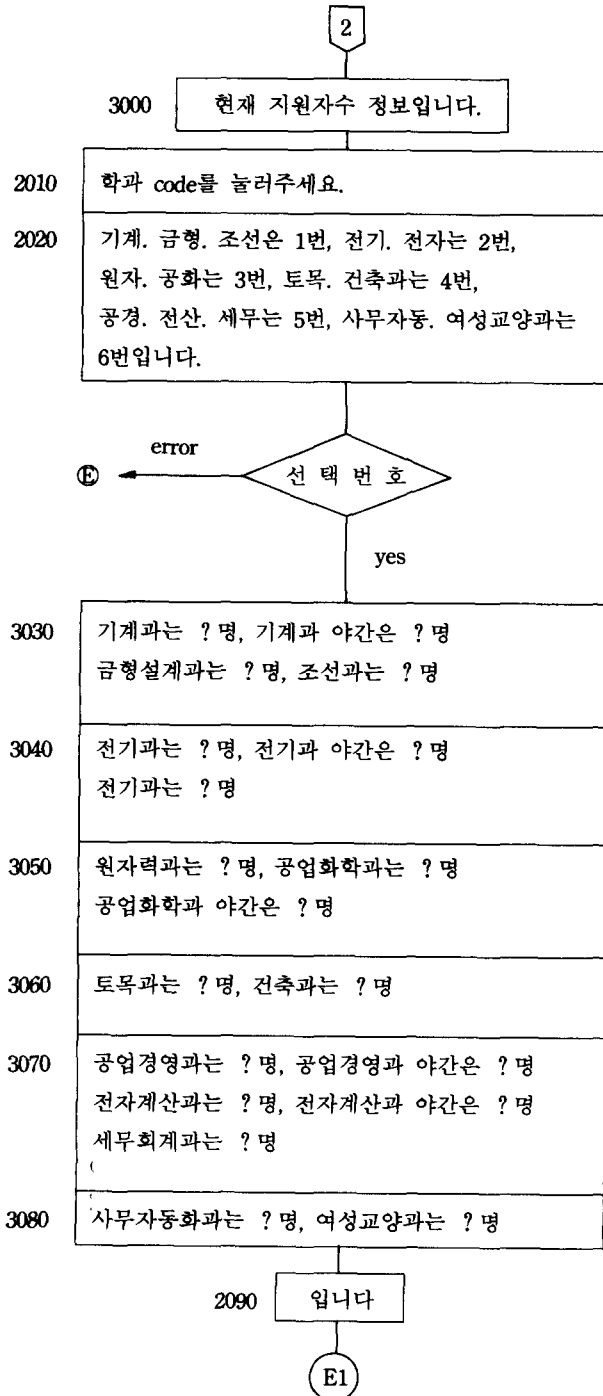 2
3000 현재 지원자수 정보입니다.
2010 학과 code를 눌러주세요.
2020 기계. 금형. 조선은 1번, 전기. 전자는 2번,
원자. 공화는 3번, 토목. 건축과는 4번,
공경. 전산. 세무는 5번, 사무자동. 여성교양과는
6번입니다.
error
Ⓔ 선 택 번 호
yes
3030 기계과는 ?명, 기계과 야간은 ?명
금형설계과는 ?명, 조선과는 ?명
3040 전기과는 ?명, 전기과 야간은 ?명
전기과는 ?명
3050 원자력과는 ?명, 공업화학과는 ?명
공업화학과 야간은 ?명
3060 토목과는 ?명, 건축과는 ?명
3070 공업경영과는 ?명, 공업경영과 야간은 ?명
전자계산과는 ?명, 전자계산과 야간은 ?명
세무회계과는 ?명
3080 사무자동화과는 ?명, 여성교양과는 ?명
2090 입니다
E1